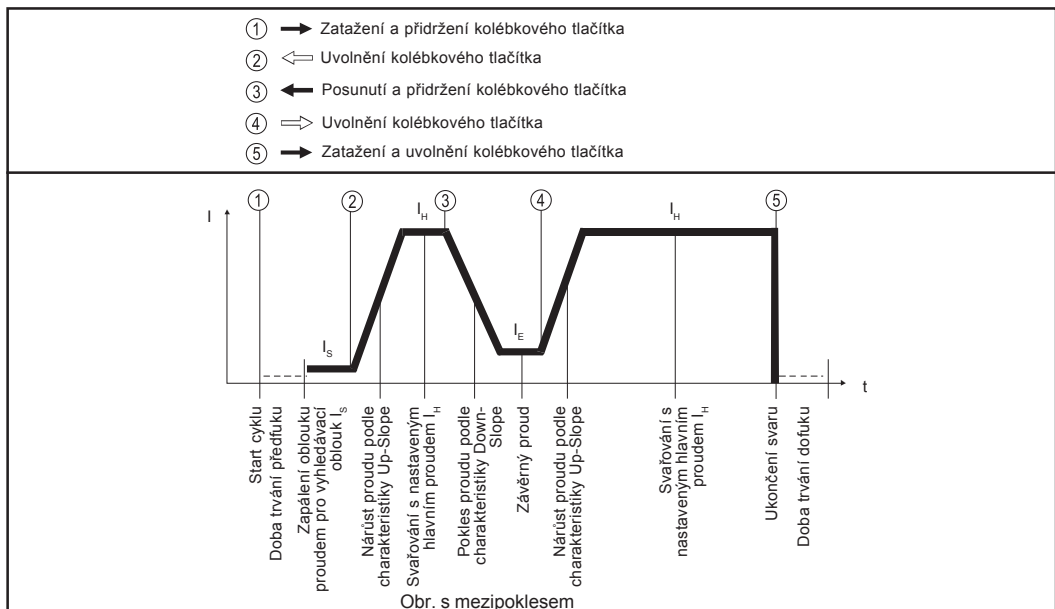 1 Zatažení a přidržení kolébkového tlačítka
2 Uvolnění kolébkového tlačítka
3 Posunutí a přidržení kolébkového tlačítka
4 Uvolnění kolébkového tlačítka
5 Zatažení a uvolnění kolébkového tlačítka
1 2 3 4 5
I
I_H
I_H
I_S
I_E
t
Start cyklu
Doba trvání předfuku
Zapálení oblouku
proudem pro vyhledávací
oblouk I_S
Nárůst proudu podle
charakteristiky Up-Slope
Svařování s nastaveným
hlavním proudem I_H
Pokles proudu podle
charakteristiky Down-
Slope
Závěrný proud
Nárůst proudu podle
charakteristiky Up-Slope
Svařování s
nastaveným hlavním
proudem I_H
Ukončení svaru
Doba trvání dofuku
Obr. s mezipoklesem